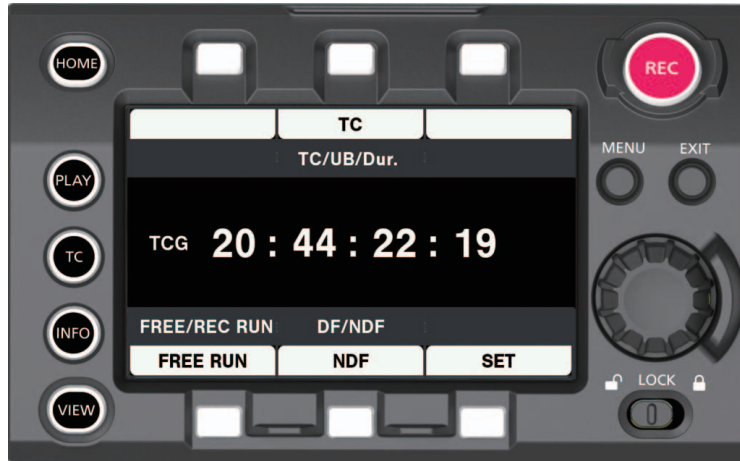 HOME
REC
TC
MENU EXIT
TC/UB/Dur.
PLAY
TCG 20 : 44 : 22 : 19
TC
INFO
FREE/REC RUN DF/NDF
FREE RUN NDF SET
LOCK
VIEW